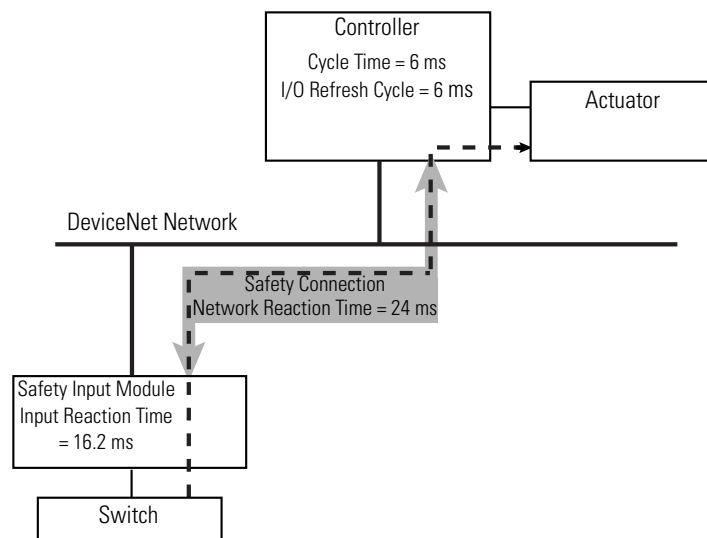 Controller
Cycle Time = 6 ms
I/O Refresh Cycle = 6 ms
Actuator
DeviceNet Network
Safety Connection
Network Reaction Time = 24 ms
Safety Input Module
Input Reaction Time
= 16.2 ms
Switch